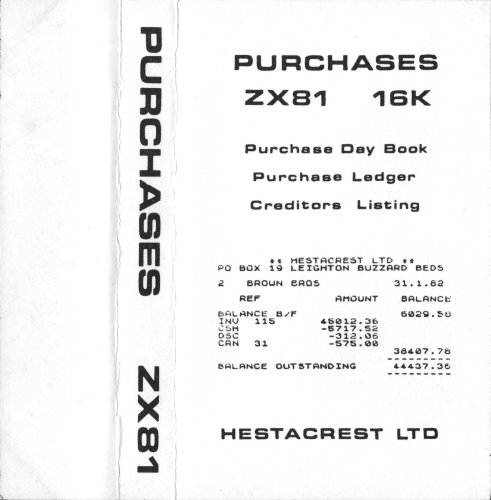 PURCHASES ZX81
PURCHASES
ZX81 16K
Purchase Day Book
Purchase Ledger
Creditors Listing
** HESTACREST LTD **
PO BOX 19 LEIGHTON BUZZARD BEDS
2 BROWN BROS 31.1.82
REF AMOUNT BALANCE
BALANCE B/F 6029.58
INV 115 45012.36
CSH -5717.52
DSC -312.06
CRN 31 -575.00
38407.78
BALANCE OUTSTANDING 44437.36
HESTACREST LTD